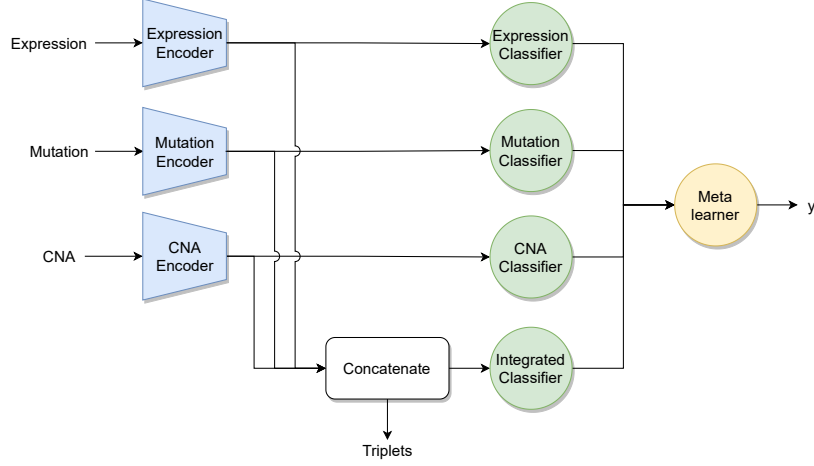 Expression
Expression
Encoder
Expression
Classifier
Mutation
Mutation
Encoder
Mutation
Classifier
Meta
learner
y
CNA
CNA
Encoder
CNA
Classifier
Concatenate
Integrated
Classifier
Triplets